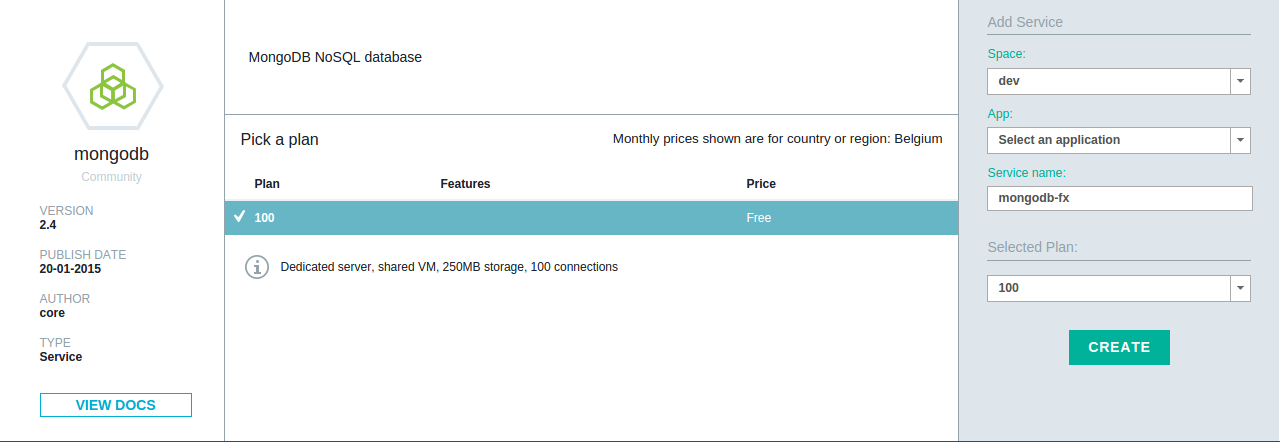 mongodb
Community
VERSION
2.4
PUBLISH DATE
20-01-2015
AUTHOR
core
TYPE
Service
VIEW DOCS
MongoDB NoSQL database
Pick a plan Monthly prices shown are for country or region: Belgium
Plan Features Price
100 Free
Dedicated server, shared VM, 250MB storage, 100 connections
Add Service
Space:
dev
App:
Select an application
Service name:
mongodb-fx
Selected Plan:
100
CREATE